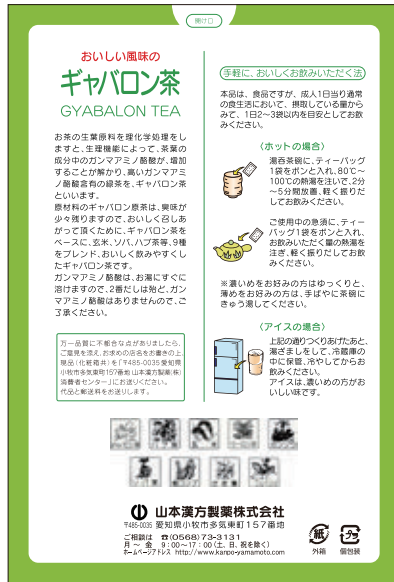 開け口
おいしい風味の
ギャバロン茶
GYABALON TEA
お茶の生葉原料を理化学処理をし
ますと、生理機能によって、茶葉の
成分中のガンマアミノ酪酸が、増加
することが解かり、高いガンマアミ
ノ酪酸含有の緑茶を、ギャバロン茶
といいます。
原材料のギャバロン原茶は、臭味が
少々残りますので、おいしく召しあ
がって頂くために、ギャバロン茶を
ベースに、玄米、ソバ、ハブ茶等、9種
をブレンド、おいしく飲みやすくし
たギャバロン茶です。
ガンマアミノ酪酸は、お湯にすぐに
溶けますので、2番だしは殆ど、ガン
マアミノ酪酸はありませんので、ご
了承ください。
万一品質に不都合な点がありましたら、
ご意見を添え、お求めの店名をお書きの上、
現品(化粧箱共)を「〒485-0035 愛知県
小牧市多気東町157番地 山本漢方製薬(株)
消費者センター」にお送りください。
代品と郵送料をお送りします。
手軽に、おいしくお飲みいただく法
本品は、食品ですが、成人1日当り通常
の食生活において、摂取している量から
みて、1日2〜3袋以内を目安としてお飲
みください。
〈ホットの場合〉
湯呑茶碗に、ティーバッグ
1袋をポンと入れ、80℃〜
100℃の熱湯を注いで、2分
〜5分間放置、軽く振りだ
してお飲みください。
ご使用中の急須に、ティー
バッグ1袋をポンと入れ、
お飲みいただく量の熱湯を
注ぎ、軽く振りだしてお飲
みください。
※濃いめをお好みの方はゆっくりと、
薄めをお好みの方は、手ばやに茶碗に
きゅう湯してください。
〈アイスの場合〉
上記の通りつくりあげたあと、
湯ざましをして、冷蔵庫の
中に保管、冷やしてからお
飲みください。
アイスは、濃いめの方がお
いしい味です。
山本漢方製薬株式会社
〒485-0035 愛知県小牧市多気東町157番地
ご相談は ☎(0568)73-3131
月〜金 9:00〜17:00(土、日、祝を除く)
ホームページアドレス http://www.kanpo-yamamoto.com
紙
外箱
プラ
個包装